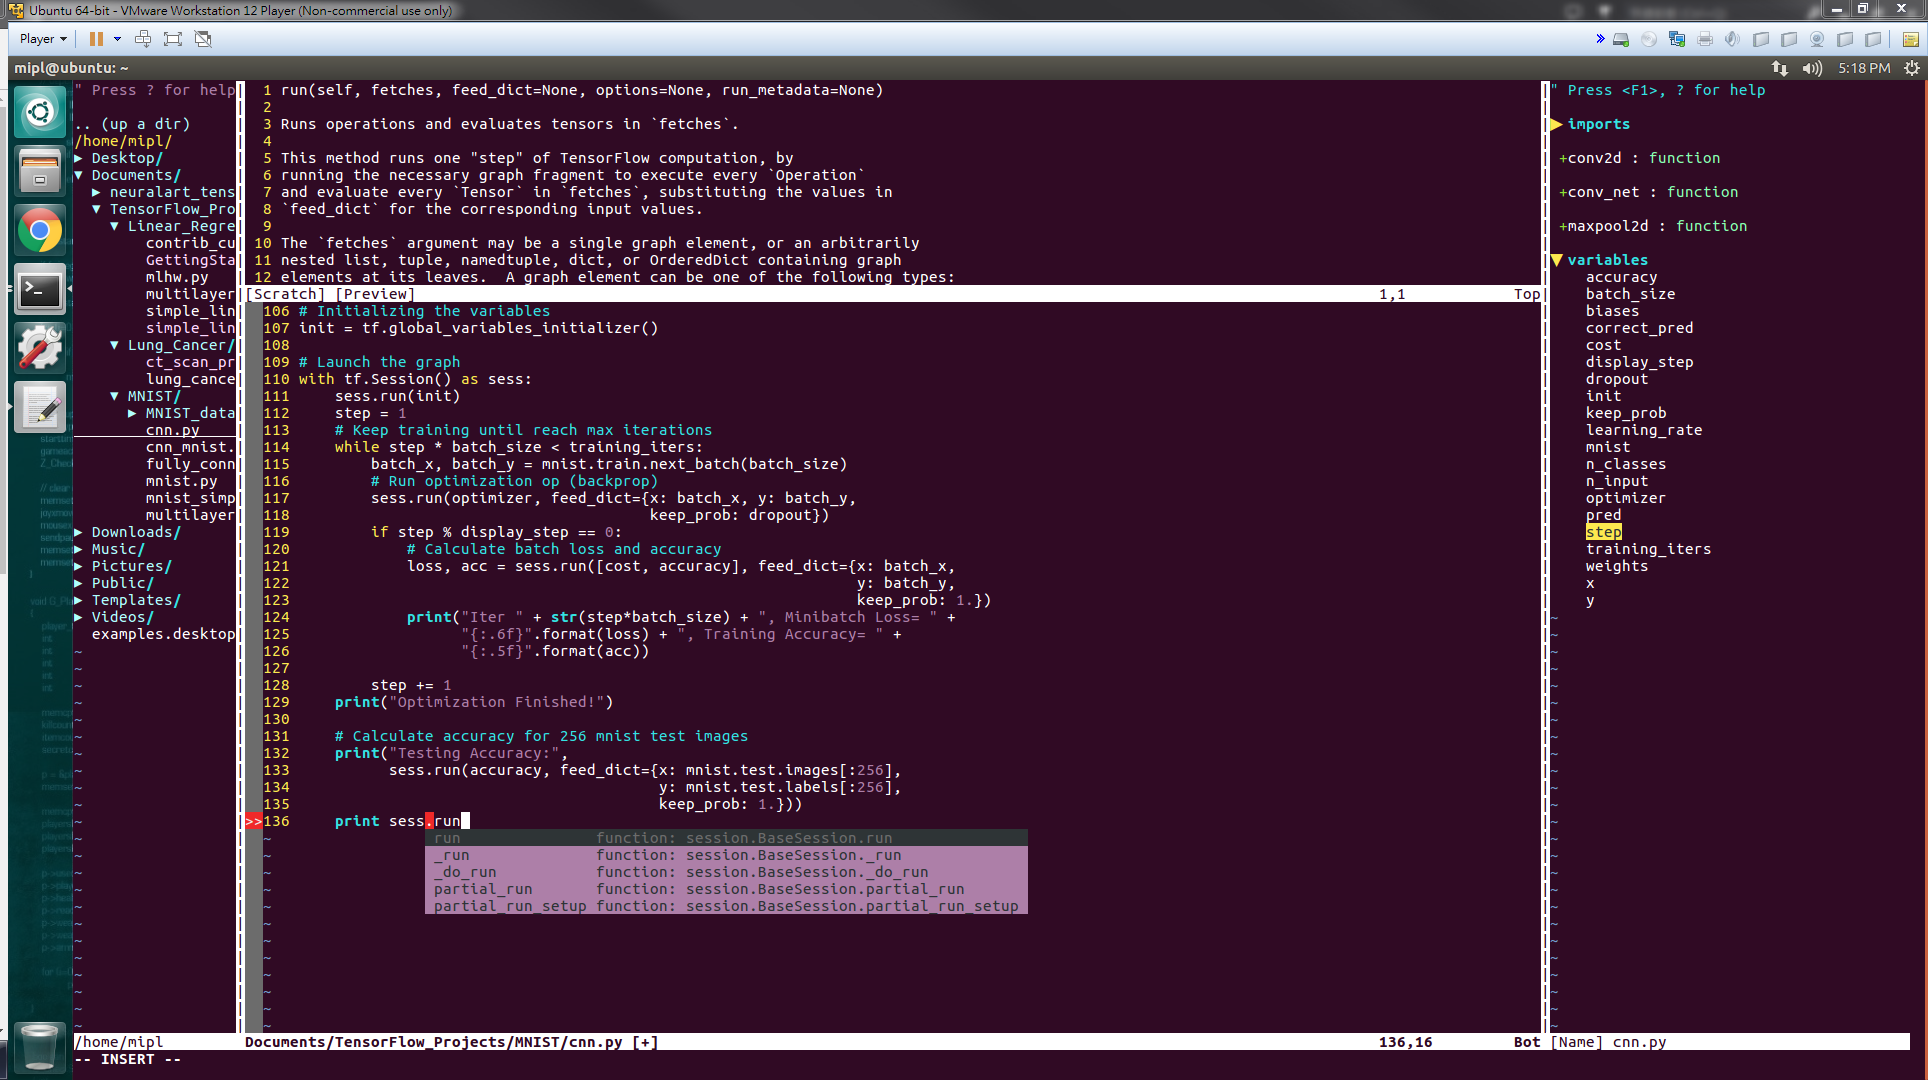 Ubuntu 64-bit - VMware Workstation 12 Player (Non-commercial use only)
Player
mipl@ubuntu: ~
5:18 PM
" Press ? for help
.. (up a dir)
/home/mipl/
▶ Desktop/
▼ Documents/
▶ neuralart_tens
▼ TensorFlow_Pro
▼ Linear_Regre
contrib_cu
GettingSta
mlhw.py
multilayer
simple_lin
simple_lin
▼ Lung_Cancer/
ct_scan_pr
lung_cance
▼ MNIST/
▶ MNIST_data
cnn.py
cnn_mnist.
fully_conn
mnist.py
mnist_simp
multilayer
▶ Downloads/
▶ Music/
▶ Pictures/
▶ Public/
▶ Templates/
▶ Videos/
examples.desktop
1 run(self, fetches, feed_dict=None, options=None, run_metadata=None)
2
3 Runs operations and evaluates tensors in `fetches`.
4
5 This method runs one "step" of TensorFlow computation, by
6 running the necessary graph fragment to execute every `Operation`
7 and evaluate every `Tensor` in `fetches`, substituting the values in
8 `feed_dict` for the corresponding input values.
9
10 The `fetches` argument may be a single graph element, or an arbitrarily
11 nested list, tuple, namedtuple, dict, or OrderedDict containing graph
12 elements at its leaves.  A graph element can be one of the following types:
[Scratch] [Preview] 1,1 Top
106 # Initializing the variables
107 init = tf.global_variables_initializer()
108
109 # Launch the graph
110 with tf.Session() as sess:
111     sess.run(init)
112     step = 1
113     # Keep training until reach max iterations
114     while step * batch_size < training_iters:
115         batch_x, batch_y = mnist.train.next_batch(batch_size)
116         # Run optimization op (backprop)
117         sess.run(optimizer, feed_dict={x: batch_x, y: batch_y,
118                                        keep_prob: dropout})
119         if step % display_step == 0:
120             # Calculate batch loss and accuracy
121             loss, acc = sess.run([cost, accuracy], feed_dict={x: batch_x,
122                                                               y: batch_y,
123                                                               keep_prob: 1.})
124             print("Iter " + str(step*batch_size) + ", Minibatch Loss= " +
125                   "{:.6f}".format(loss) + ", Training Accuracy= " +
126                   "{:.5f}".format(acc))
127
128         step += 1
129     print("Optimization Finished!")
130
131     # Calculate accuracy for 256 mnist test images
132     print("Testing Accuracy:",
133           sess.run(accuracy, feed_dict={x: mnist.test.images[:256],
134                                         y: mnist.test.labels[:256],
135                                         keep_prob: 1.}))
>>136     print sess.run
run function: session.BaseSession.run
_run function: session.BaseSession._run
_do_run function: session.BaseSession._do_run
partial_run function: session.BaseSession.partial_run
partial_run_setup function: session.BaseSession.partial_run_setup
" Press <F1>, ? for help
▶ imports
+conv2d : function
+conv_net : function
+maxpool2d : function
▼ variables
accuracy
batch_size
biases
correct_pred
cost
display_step
dropout
init
keep_prob
learning_rate
mnist
n_classes
n_input
optimizer
pred
step
training_iters
weights
x
y
/home/mipl Documents/TensorFlow_Projects/MNIST/cnn.py [+] 136,16 Bot [Name] cnn.py
-- INSERT --